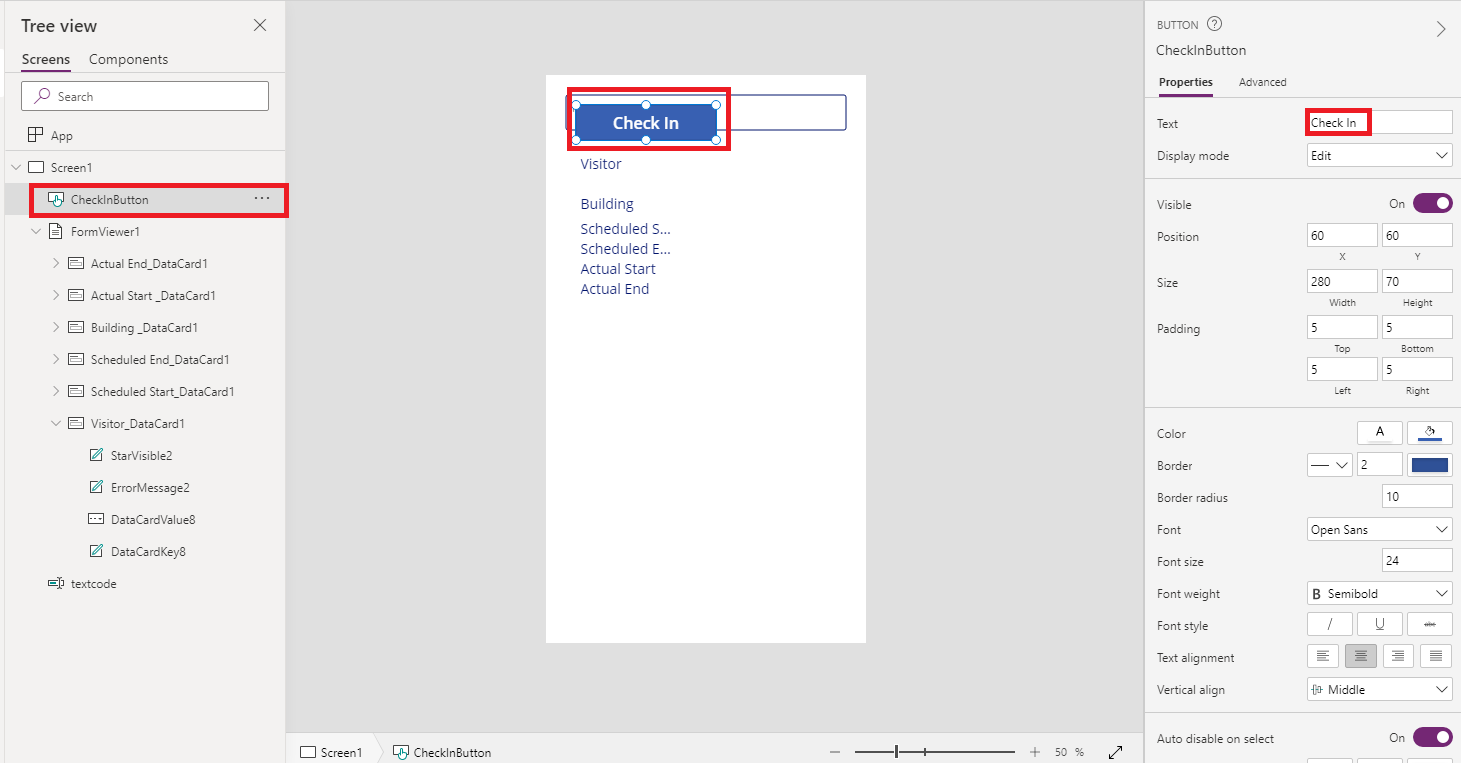 Tree view
Screens
Components
Search
App
Screen1
CheckInButton
FormViewer1
Actual End_DataCard1
Actual Start _DataCard1
Building _DataCard1
Scheduled End_DataCard1
Scheduled Start_DataCard1
Visitor_DataCard1
StarVisible2
ErrorMessage2
DataCardValue8
DataCardKey8
textcode
Check In
Visitor
Building
Scheduled S...
Scheduled E...
Actual Start
Actual End
Screen1
CheckInButton
50 %
BUTTON
CheckInButton
Properties
Advanced
Text
Check In
Display mode
Edit
Visible
On
Position
60
60
X
Y
Size
280
70
Width
Height
Padding
5
5
Top
Bottom
5
5
Left
Right
Color
A
Border
2
Border radius
10
Font
Open Sans
Font size
24
Font weight
B Semibold
Font style
/
U
abc
Text alignment
Vertical align
Middle
Auto disable on select
On